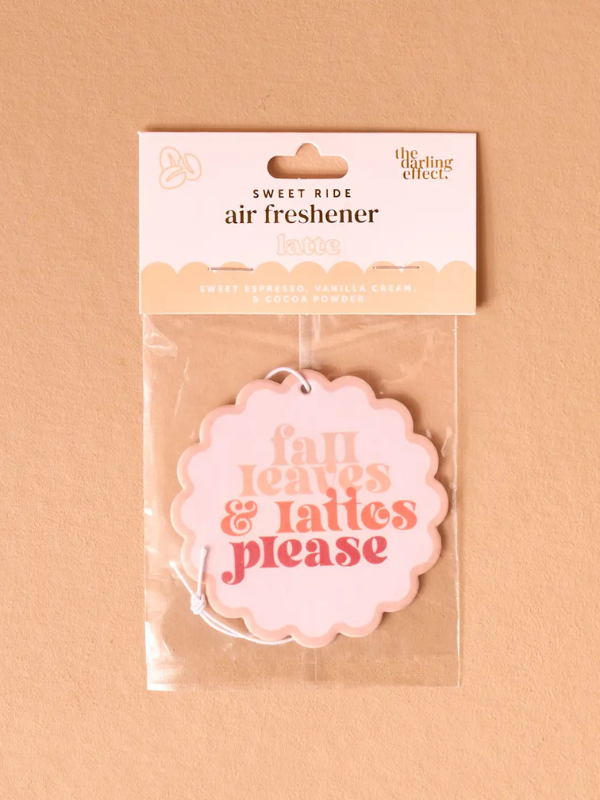 the
darling
effect.
SWEET RIDE
air freshener
latte
SWEET ESPRESSO, VANILLA CREAM,
& COCOA POWDER
fall
leaves
& lattes
please